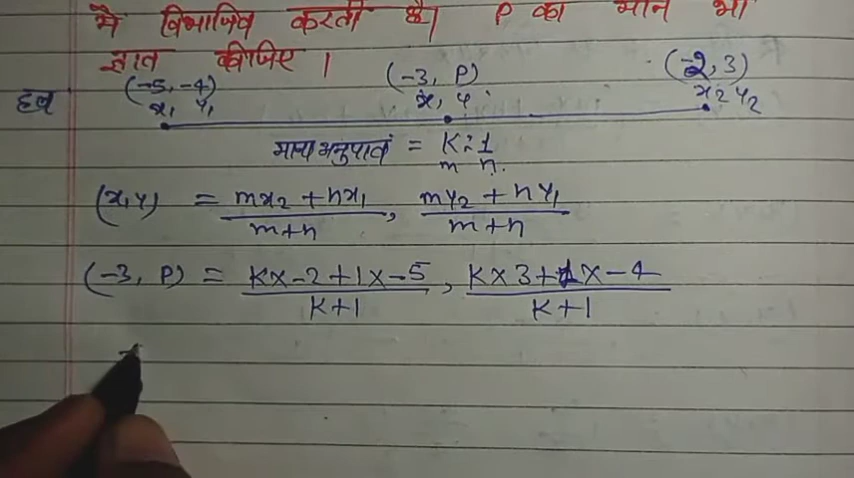 मे विभाजित करती है। P का मान भी
ज्ञात कीजिए ।
हल (-5, -4) (-3, P) (-2, 3)
x₁ y₁ x, y x₂ y₂
माना अनुपात = K : 1
m n.
(x, y) = mx₂ + nx₁ / m+n , my₂ + ny₁ / m+n
(-3, P) = K×-2+1×-5 / K+1 , K×3+1×-4 / K+1